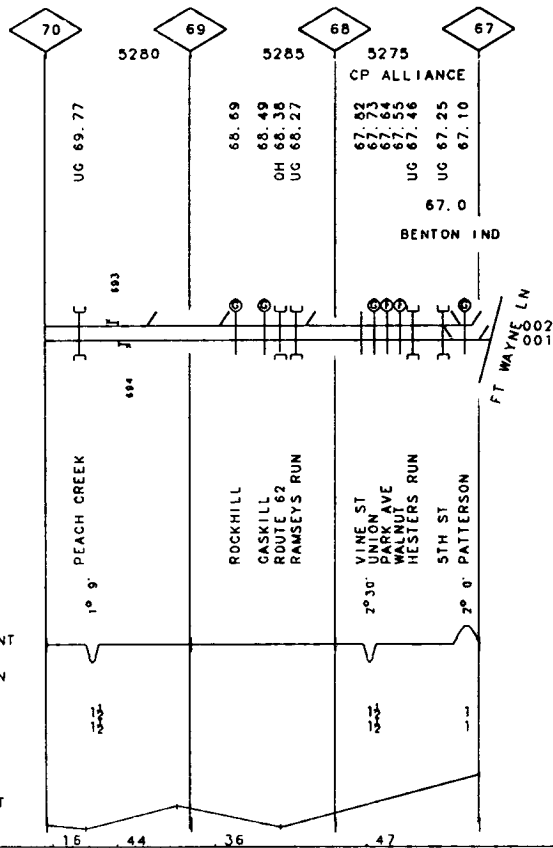 70 69 68 67
5280 5285 5275
CP ALLIANCE
UG 69.77
68.69
68.49
OH 68.38
UG 68.27
67.82
67.73
67.64
67.55
UG 67.46
UG 67.25
67.10
67.0
BENTON IND
693
G G G F F G
FT WAYNE LN
002
001
694
PEACH CREEK
ROCKHILL
GASKILL
ROUTE 62
RAMSEYS RUN
VINE ST
UNION
PARK AVE
WALNUT
HESTERS RUN
5TH ST
PATTERSON
1° 9' 2° 30' 2° 0'
NT
N
1½ 1½ 1
1½ 1½ 1
T
16 44 36 47